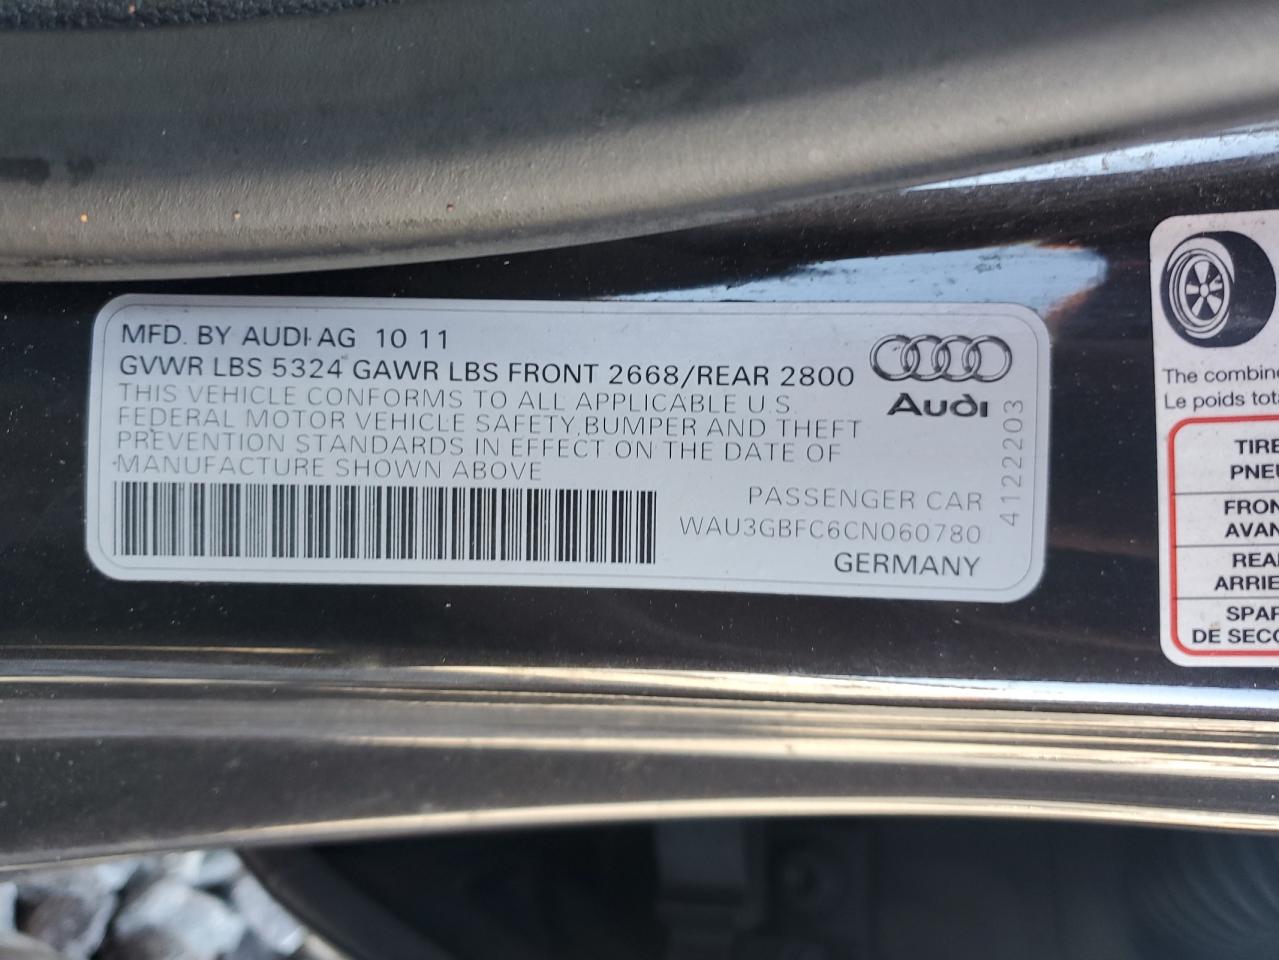 MFD. BY AUDI AG 10 11
GVWR LBS 5324 GAWR LBS FRONT 2668/REAR 2800
THIS VEHICLE CONFORMS TO ALL APPLICABLE U.S.
FEDERAL MOTOR VEHICLE SAFETY, BUMPER AND THEFT
PREVENTION STANDARDS IN EFFECT ON THE DATE OF
MANUFACTURE SHOWN ABOVE
PASSENGER CAR
WAU3GBFC6CN060780
GERMANY
Audi
4122203
The combine
Le poids tota
TIRE
PNEU
FRON
AVAN
REA
ARRIE
SPAR
DE SECO